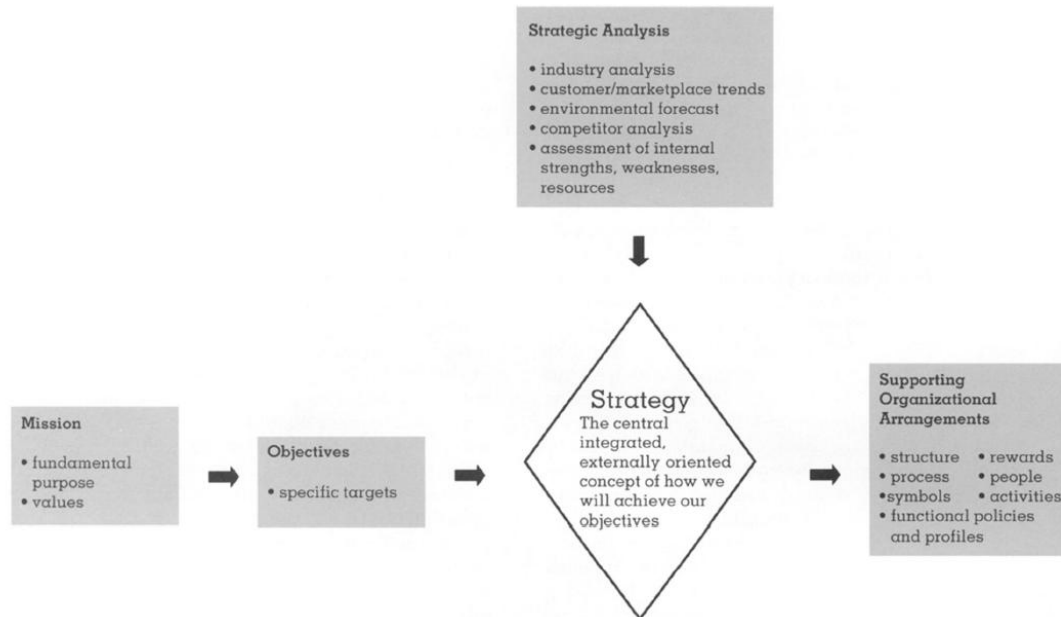 Strategic Analysis
• industry analysis
• customer/marketplace trends
• environmental forecast
• competitor analysis
• assessment of internal
strengths, weaknesses,
resources
Mission
• fundamental
purpose
• values
Objectives
• specific targets
Strategy
The central
integrated,
externally oriented
concept of how we
will achieve our
objectives
Supporting
Organizational
Arrangements
• structure • rewards
• process • people
• symbols • activities
• functional policies
and profiles